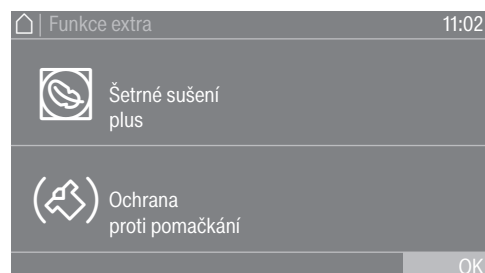 Funkce extra 11:02
Šetrné sušení
plus
Ochrana
proti pomačkání
OK